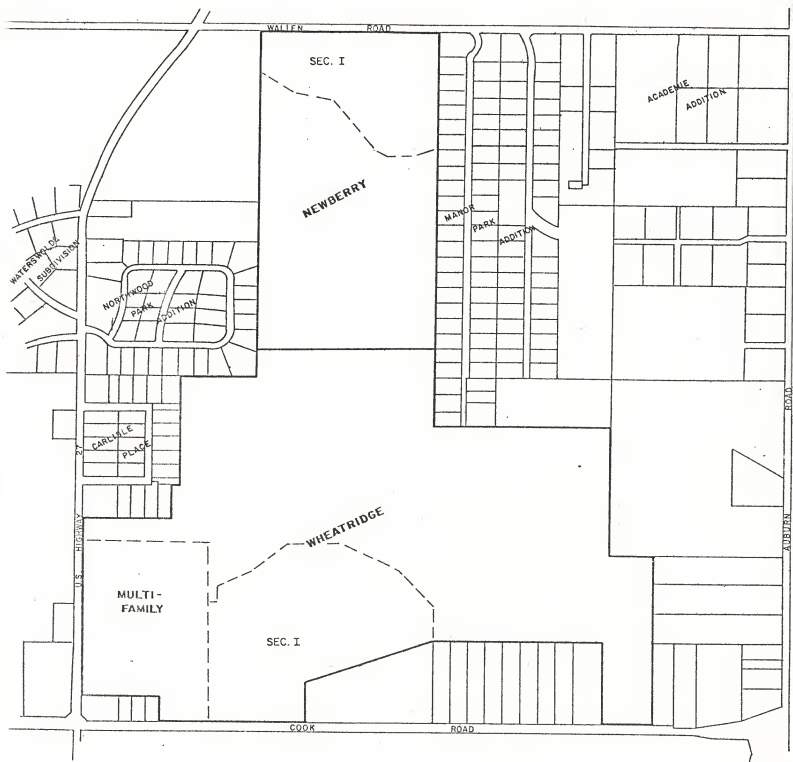 WALLEN ROAD
SEC. I
ACADEMIE
ADDITION
NEWBERRY
MANOR
PARK
ADDITION
WATERSWOLDE
SUBDIVISION
NORTHWOOD
PARK
ADDITION
CARLISLE
PLACE
U.S. HIGHWAY 27
AUBURN ROAD
WHEATRIDGE
MULTI-
FAMILY
SEC. I
COOK ROAD